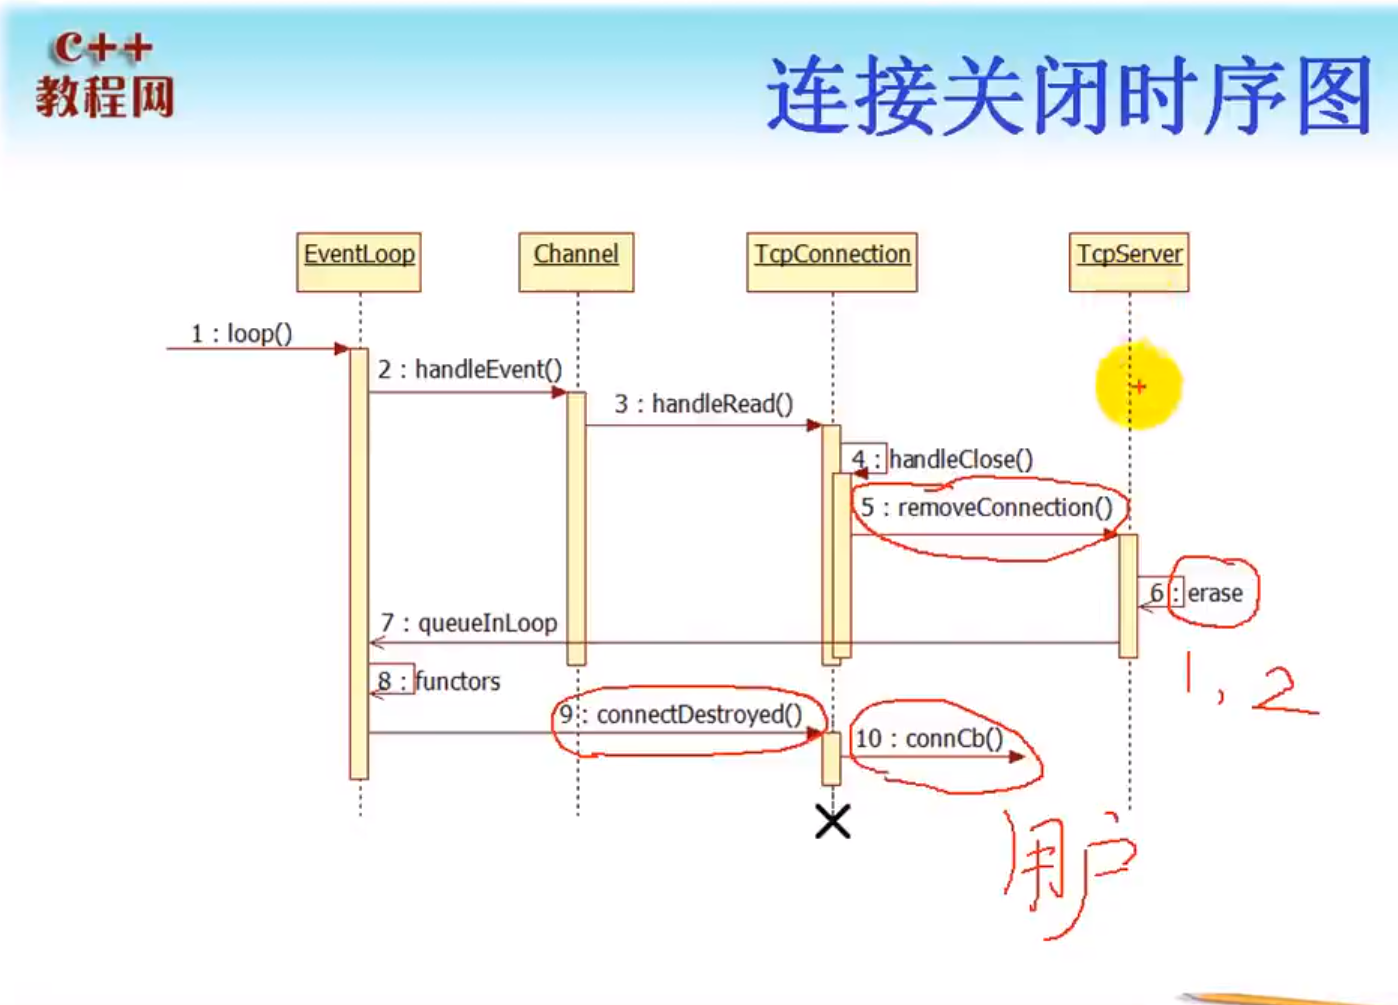 C++
教程网
连接关闭时序图
EventLoop
Channel
TcpConnection
TcpServer
1 : loop()
2 : handleEvent()
3 : handleRead()
4 : handleClose()
5 : removeConnection()
6 : erase
7 : queueInLoop
8 : functors
1, 2
9 : connectDestroyed()
10 : connCb()
用户